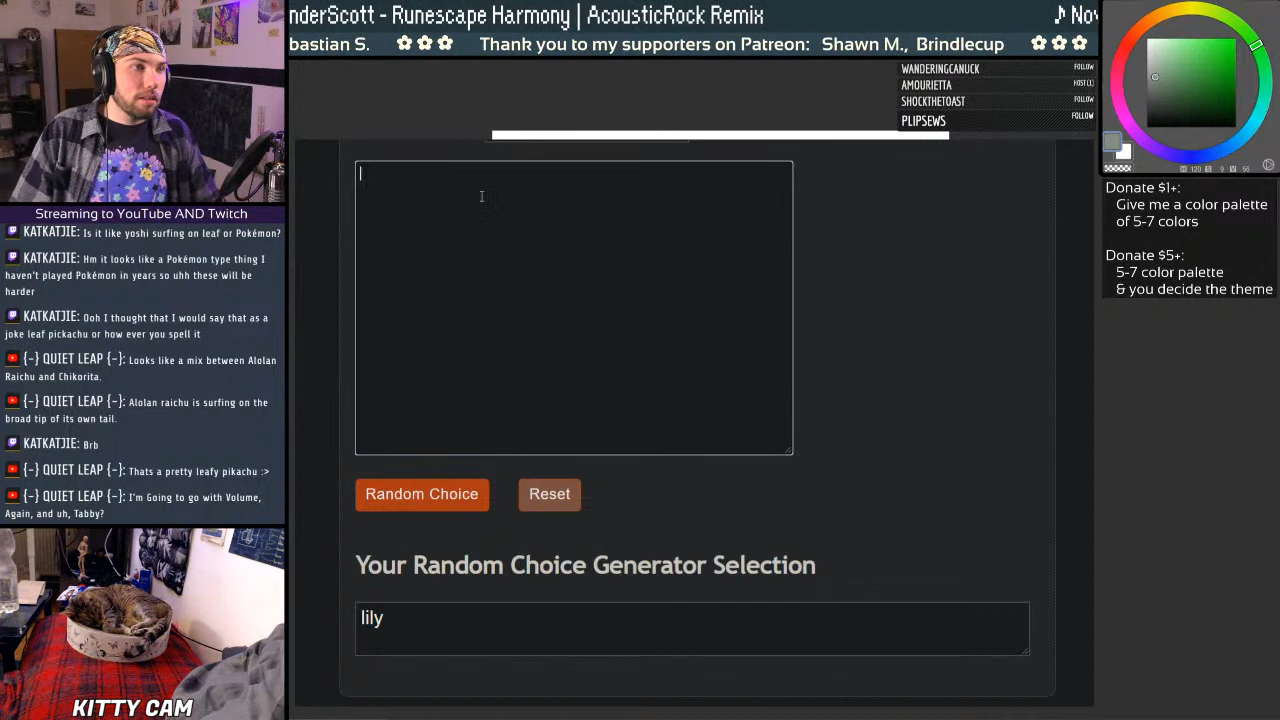 nderScott - Runescape Harmony | AcousticRock Remix ♪ Nov
bastian S. ✿ ✿ ✿ Thank you to my supporters on Patreon: Shawn M., Brindlecup ✿ ✿ ✿
WANDERINGCANUCK FOLLOW
AMOURIETTA HOST(1)
SHOCKTHETOAST FOLLOW
PLIPSEWS FOLLOW
Streaming to YouTube AND Twitch
KATKATJIE: Is it like yoshi surfing on leaf or Pokémon?
KATKATJIE: Hm it looks like a Pokémon type thing I
haven't played Pokémon in years so uhh these will be
harder
KATKATJIE: Ooh I thought that I would say that as a
joke leaf pickachu or how ever you spell it
{-} QUIET LEAP {-}: Looks like a mix between Alolan
Raichu and Chikorita.
{-} QUIET LEAP {-}: Alolan raichu is surfing on the
broad tip of its own tail.
KATKATJIE: Brb
{-} QUIET LEAP {-}: Thats a pretty leafy pikachu :>
{-} QUIET LEAP {-}: I'm Going to go with Volume,
Again, and uh, Tabby?
KITTY CAM
Random Choice Reset
Your Random Choice Generator Selection
lily
H 120 S 9 V 56
Donate $1+:
Give me a color palette
of 5-7 colors
Donate $5+:
5-7 color palette
& you decide the theme